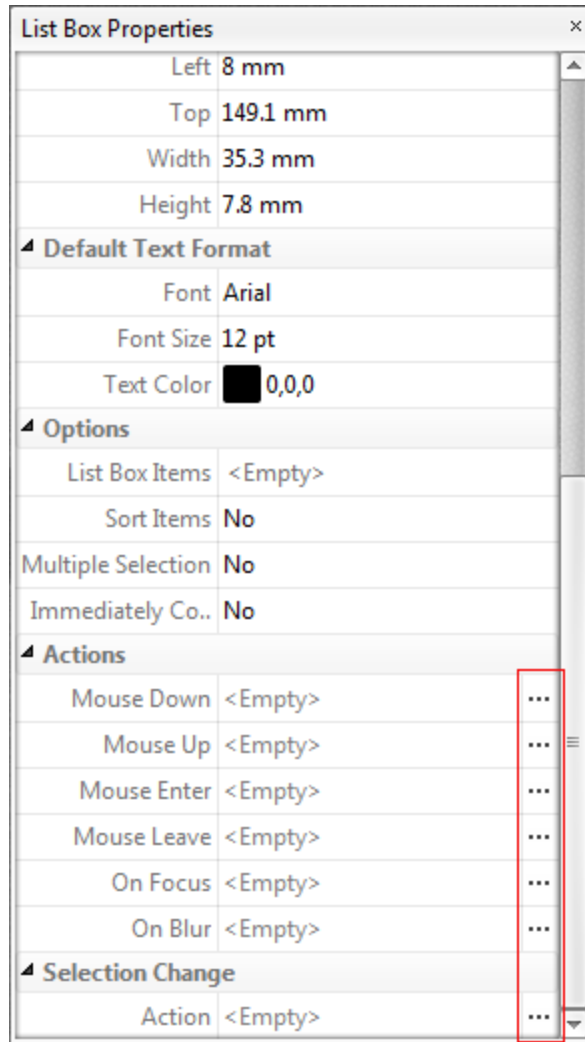 List Box Properties ×
Left 8 mm
Top 149.1 mm
Width 35.3 mm
Height 7.8 mm
Default Text Format
Font Arial
Font Size 12 pt
Text Color 0,0,0
Options
List Box Items <Empty>
Sort Items No
Multiple Selection No
Immediately Co.. No
Actions
Mouse Down <Empty> ...
Mouse Up <Empty> ...
Mouse Enter <Empty> ...
Mouse Leave <Empty> ...
On Focus <Empty> ...
On Blur <Empty> ...
Selection Change
Action <Empty> ...